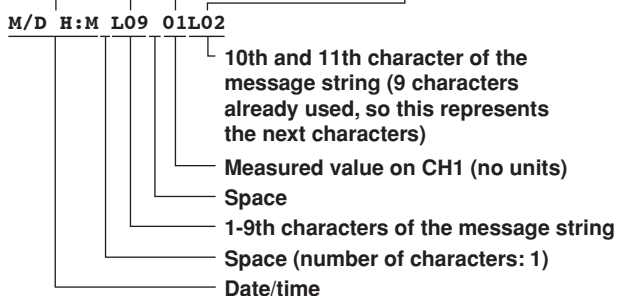 M/D H:M L09 01L02
10th and 11th character of the
message string (9 characters
already used, so this represents
the next characters)
Measured value on CH1 (no units)
Space
1-9th characters of the message string
Space (number of characters: 1)
Date/time